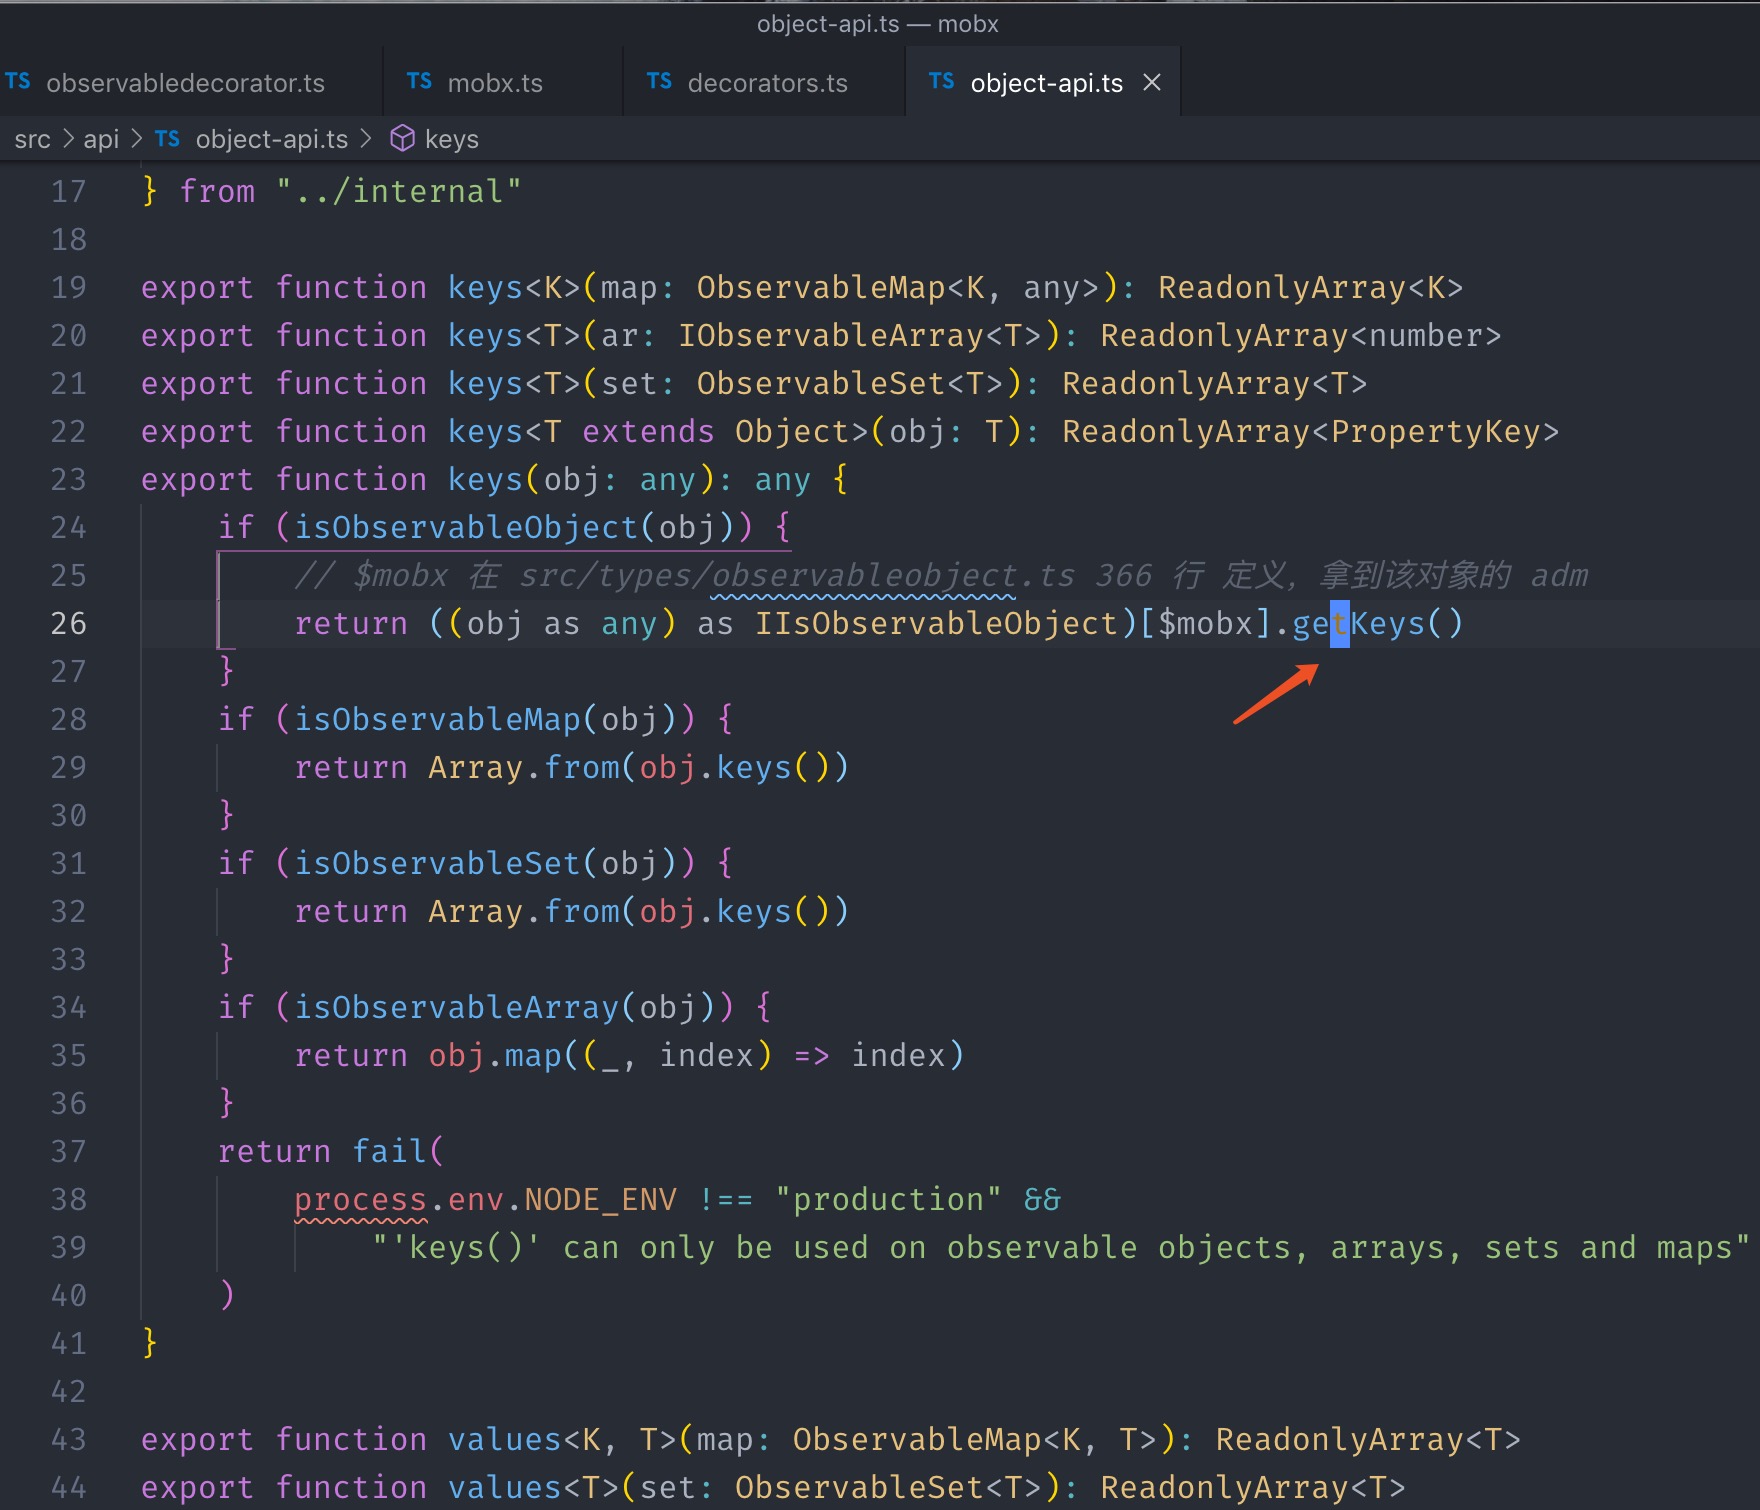 object-api.ts — mobx
TS observabledecorator.ts TS mobx.ts TS decorators.ts TS object-api.ts ×
src > api > TS object-api.ts > keys
17 } from "../internal"
18
19 export function keys<K>(map: ObservableMap<K, any>): ReadonlyArray<K>
20 export function keys<T>(ar: IObservableArray<T>): ReadonlyArray<number>
21 export function keys<T>(set: ObservableSet<T>): ReadonlyArray<T>
22 export function keys<T extends Object>(obj: T): ReadonlyArray<PropertyKey>
23 export function keys(obj: any): any {
24     if (isObservableObject(obj)) {
25         // $mobx 在 src/types/observableobject.ts 366 行 定义，拿到该对象的 adm
26         return ((obj as any) as IIsObservableObject)[$mobx].getKeys()
27     }
28     if (isObservableMap(obj)) {
29         return Array.from(obj.keys())
30     }
31     if (isObservableSet(obj)) {
32         return Array.from(obj.keys())
33     }
34     if (isObservableArray(obj)) {
35         return obj.map((_, index) => index)
36     }
37     return fail(
38         process.env.NODE_ENV !== "production" &&
39             "'keys()' can only be used on observable objects, arrays, sets and maps"
40     )
41 }
42
43 export function values<K, T>(map: ObservableMap<K, T>): ReadonlyArray<T>
44 export function values<T>(set: ObservableSet<T>): ReadonlyArray<T>